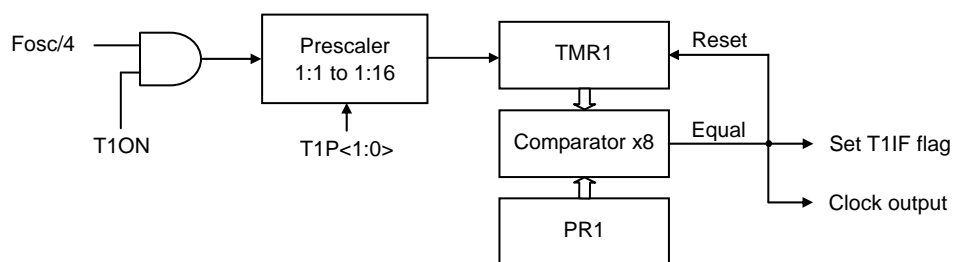 Fosc/4
T1ON
Prescaler
1:1 to 1:16
T1P<1:0>
TMR1
Reset
Comparator x8
Equal
PR1
Set T1IF flag
Clock output